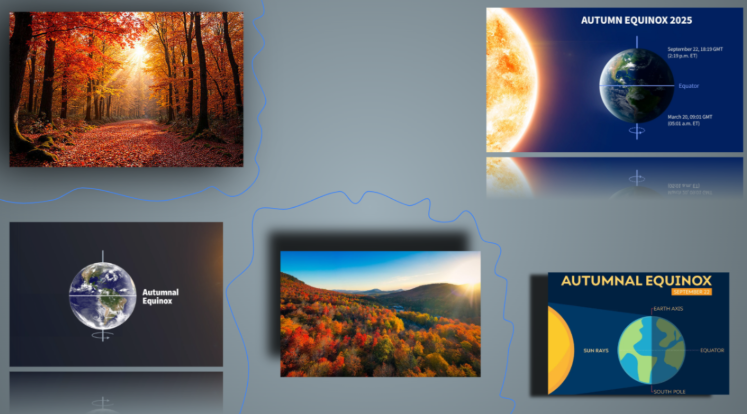 AUTUMN EQUINOX 2025
September 22, 18:19 GMT
(2:19 p.m. ET)
Equator
March 20, 09:01 GMT
(05:01 a.m. ET)
Autumnal
Equinox
AUTUMNAL EQUINOX
SEPTEMBER 22
EARTH AXIS
SUN RAYS
EQUATOR
SOUTH POLE